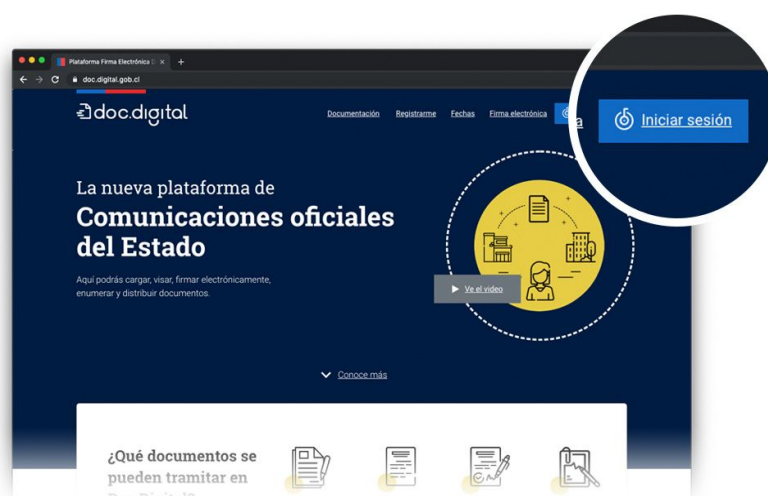 Plataforma Firma Electrónica D
doc.digital.gob.cl
doc.digital
Documentación Registrarme Fechas Firma electrónica
a
Iniciar sesión
La nueva plataforma de
Comunicaciones oficiales
del Estado
Aquí podrás cargar, visar, firmar electrónicamente,
enumerar y distribuir documentos.
Ve el video
Conoce más
¿Qué documentos se
pueden tramitar en